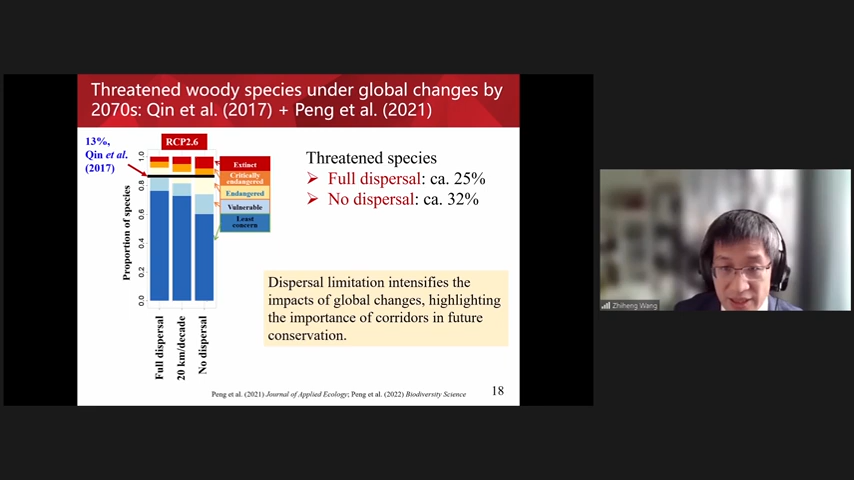 Threatened woody species under global changes by
2070s: Qin et al. (2017) + Peng et al. (2021)
13%,
Qin et al.
(2017)
RCP2.6
Proportion of species
1.0
0.8
0.6
0.4
0.2
0.0
Extinct
Critically
endangered
Endangered
Vulnerable
Least
concern
Full dispersal
20 km/decade
No dispersal
Threatened species
➢ Full dispersal: ca. 25%
➢ No dispersal: ca. 32%
Dispersal limitation intensifies the
impacts of global changes, highlighting
the importance of corridors in future
conservation.
Peng et al. (2021) Journal of Applied Ecology; Peng et al. (2022) Biodiversity Science
18
Zhiheng Wang